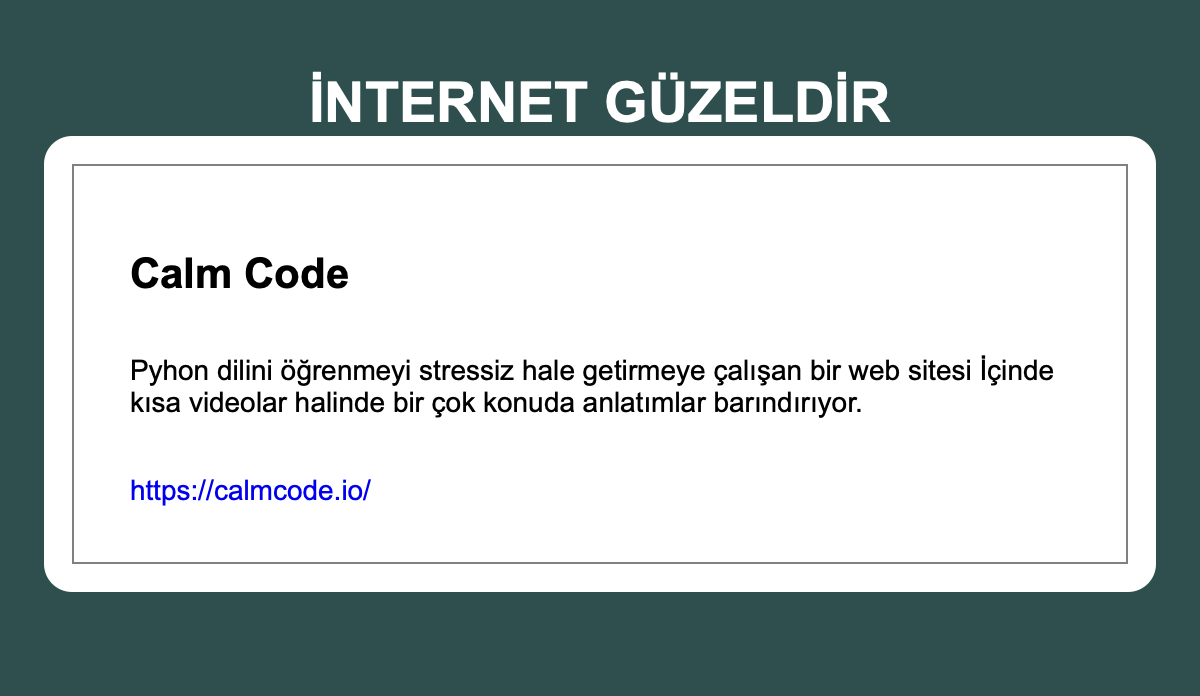 İNTERNET GÜZELDİR
Calm Code
Pyhon dilini öğrenmeyi stressiz hale getirmeye çalışan bir web sitesi İçinde
kısa videolar halinde bir çok konuda anlatımlar barındırıyor.
https://calmcode.io/